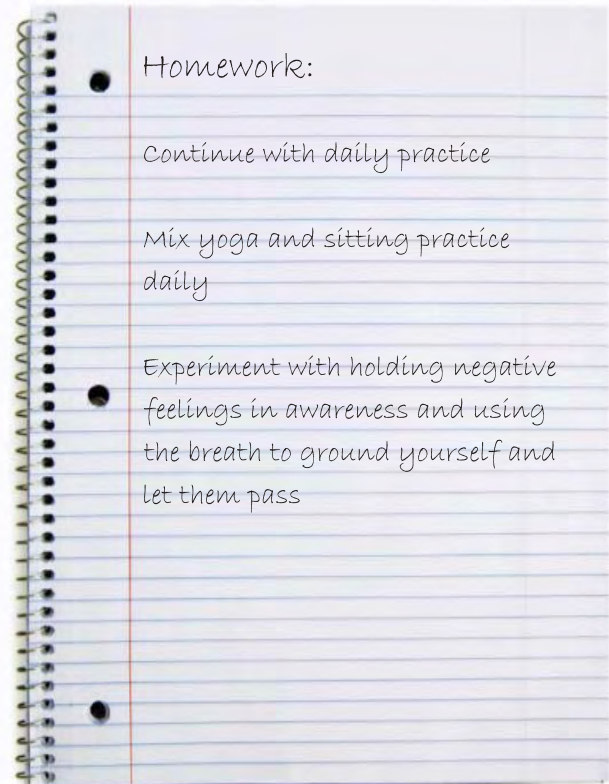 Homework:
Continue with daily practice
Mix yoga and sitting practice
daily
Experiment with holding negative
feelings in awareness and using
the breath to ground yourself and
let them pass